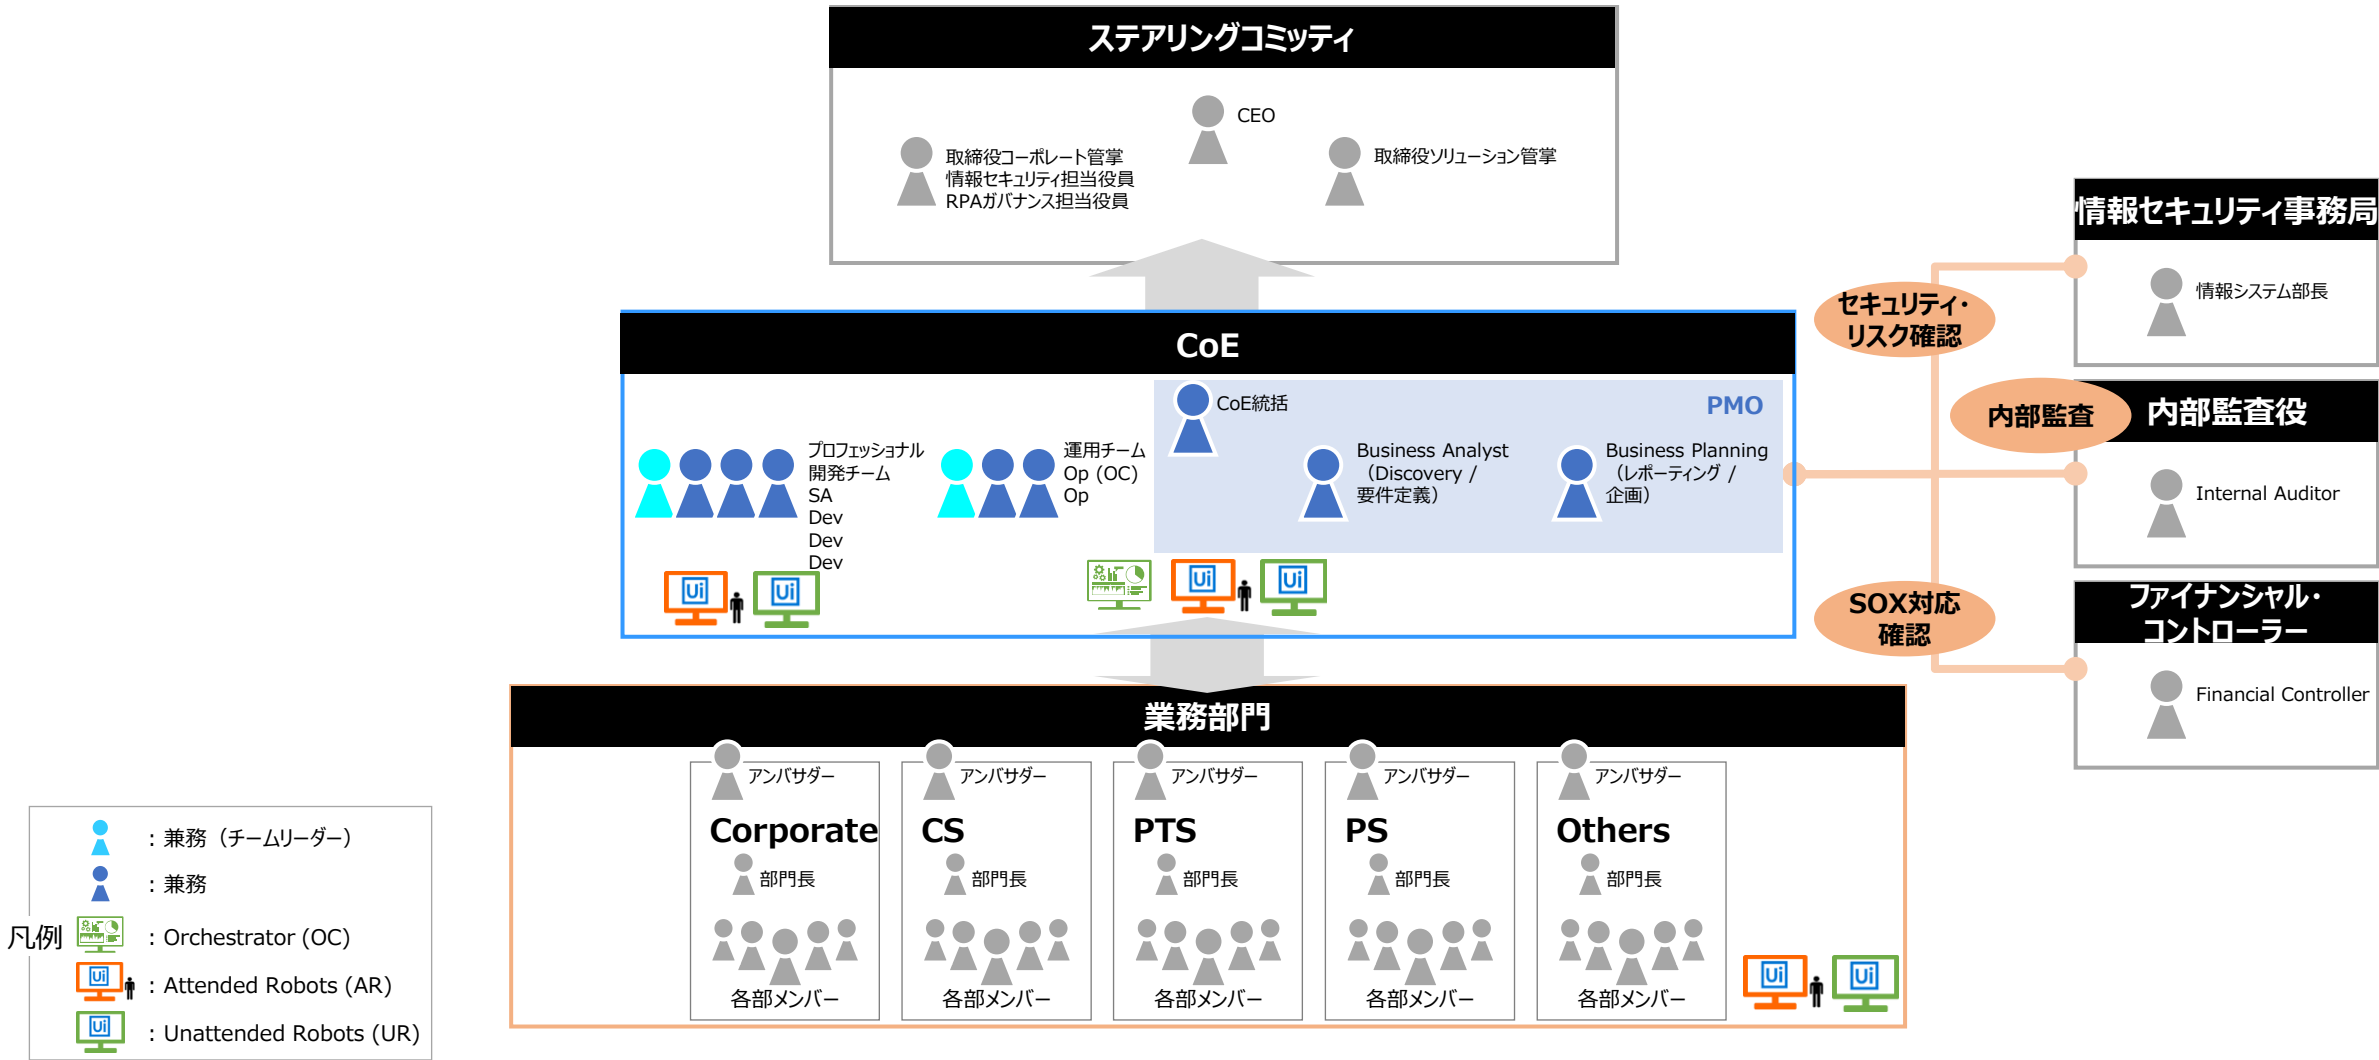 ステアリングコミッティ
CEO
取締役コーポレート管掌
情報セキュリティ担当役員
RPAガバナンス担当役員
取締役ソリューション管掌
情報セキュリティ事務局
情報システム部長
セキュリティ・
リスク確認
CoE
CoE統括
PMO
プロフェッショナル
開発チーム
SA
Dev
Dev
Dev
運用チーム
Op (OC)
Op
Business Analyst
（Discovery /
要件定義）
Business Planning
（レポーティング /
企画）
Ui
Ui
Ui
Ui
内部監査
内部監査役
Internal Auditor
SOX対応
確認
ファイナンシャル・
コントローラー
Financial Controller
業務部門
アンバサダー
Corporate
部門長
各部メンバー
アンバサダー
CS
部門長
各部メンバー
アンバサダー
PTS
部門長
各部メンバー
アンバサダー
PS
部門長
各部メンバー
アンバサダー
Others
部門長
各部メンバー
Ui
Ui
凡例
: 兼務（チームリーダー）
: 兼務
: Orchestrator (OC)
Ui
: Attended Robots (AR)
Ui
: Unattended Robots (UR)